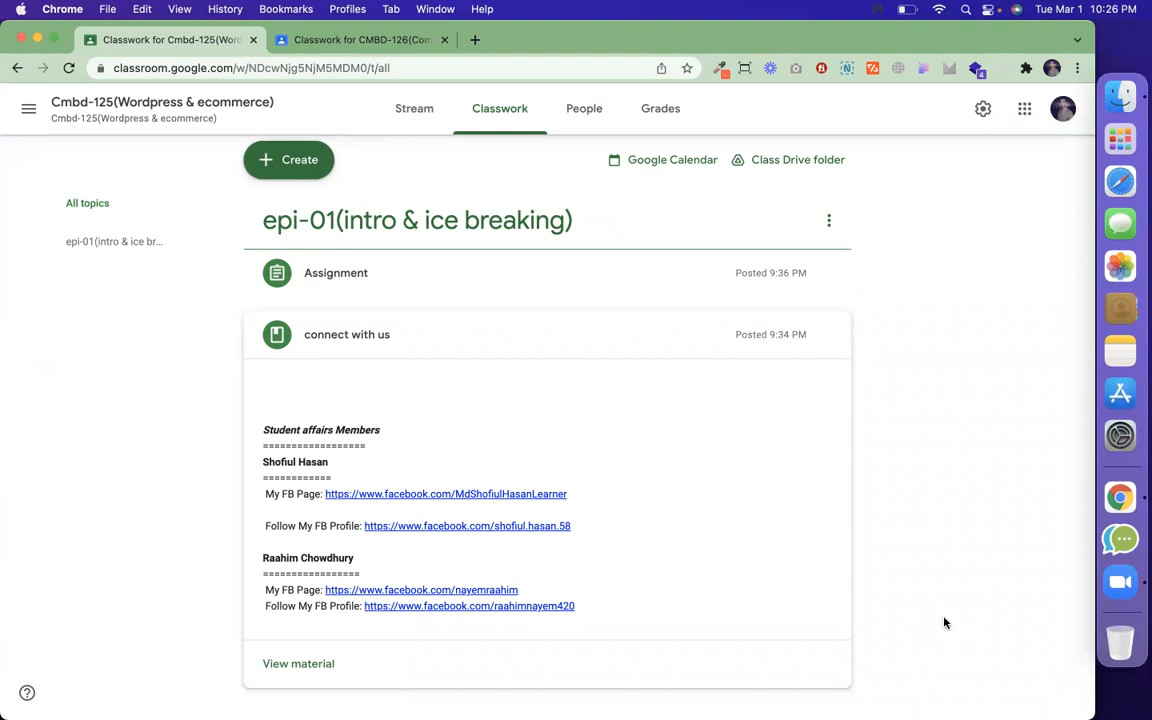 Chrome File Edit View History Bookmarks Profiles Tab Window Help Tue Mar 1 10:26 PM
Classwork for Cmbd-125(Word Classwork for CMBD-126(Com
classroom.google.com/w/NDcwNjg5NjM5MDM0/t/all
4
Cmbd-125(Wordpress & ecommerce)
Cmbd-125(Wordpress & ecommerce)
Stream Classwork People Grades
Create
Google Calendar Class Drive folder
All topics
epi-01(intro & ice br...
epi-01(intro & ice breaking)
Assignment Posted 9:36 PM
connect with us Posted 9:34 PM
Student affairs Members
==================
Shofiul Hasan
============
My FB Page: https://www.facebook.com/MdShofiulHasanLearner
Follow My FB Profile: https://www.facebook.com/shofiul.hasan.58
Raahim Chowdhury
=================
My FB Page: https://www.facebook.com/nayemraahim
Follow My FB Profile: https://www.facebook.com/raahimnayem420
View material